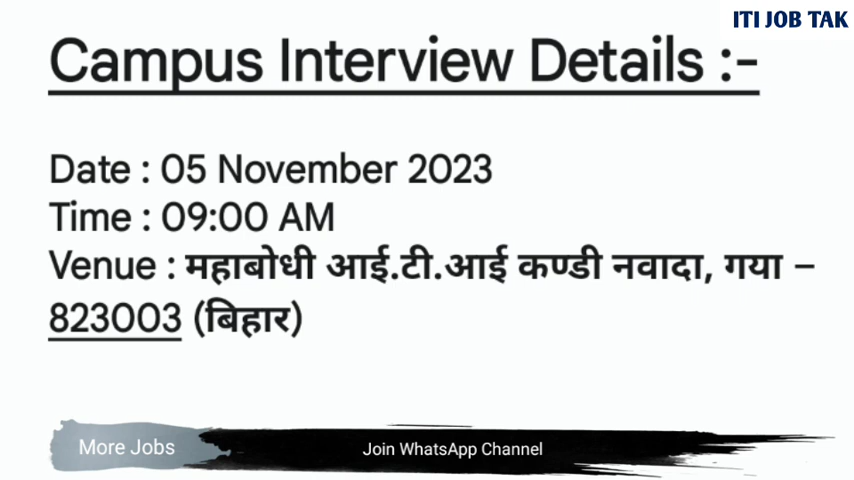 ITI JOB TAK
Campus Interview Details :-
Date : 05 November 2023
Time : 09:00 AM
Venue : महाबोधी आई.टी.आई कण्डी नवादा, गया –
823003 (बिहार)
More Jobs
Join WhatsApp Channel